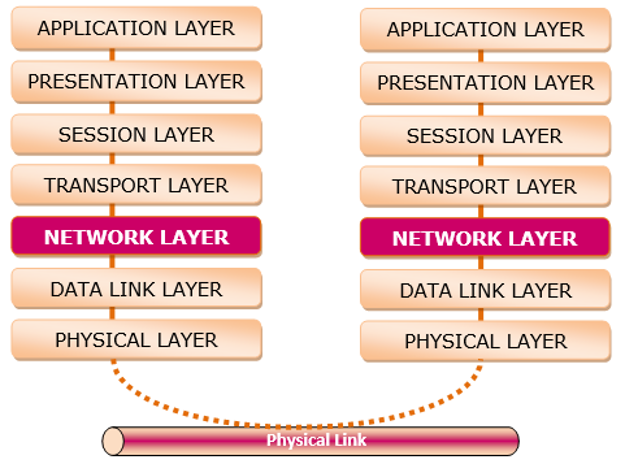 APPLICATION LAYER
PRESENTATION LAYER
SESSION LAYER
TRANSPORT LAYER
NETWORK LAYER
DATA LINK LAYER
PHYSICAL LAYER
APPLICATION LAYER
PRESENTATION LAYER
SESSION LAYER
TRANSPORT LAYER
NETWORK LAYER
DATA LINK LAYER
PHYSICAL LAYER
Physical Link